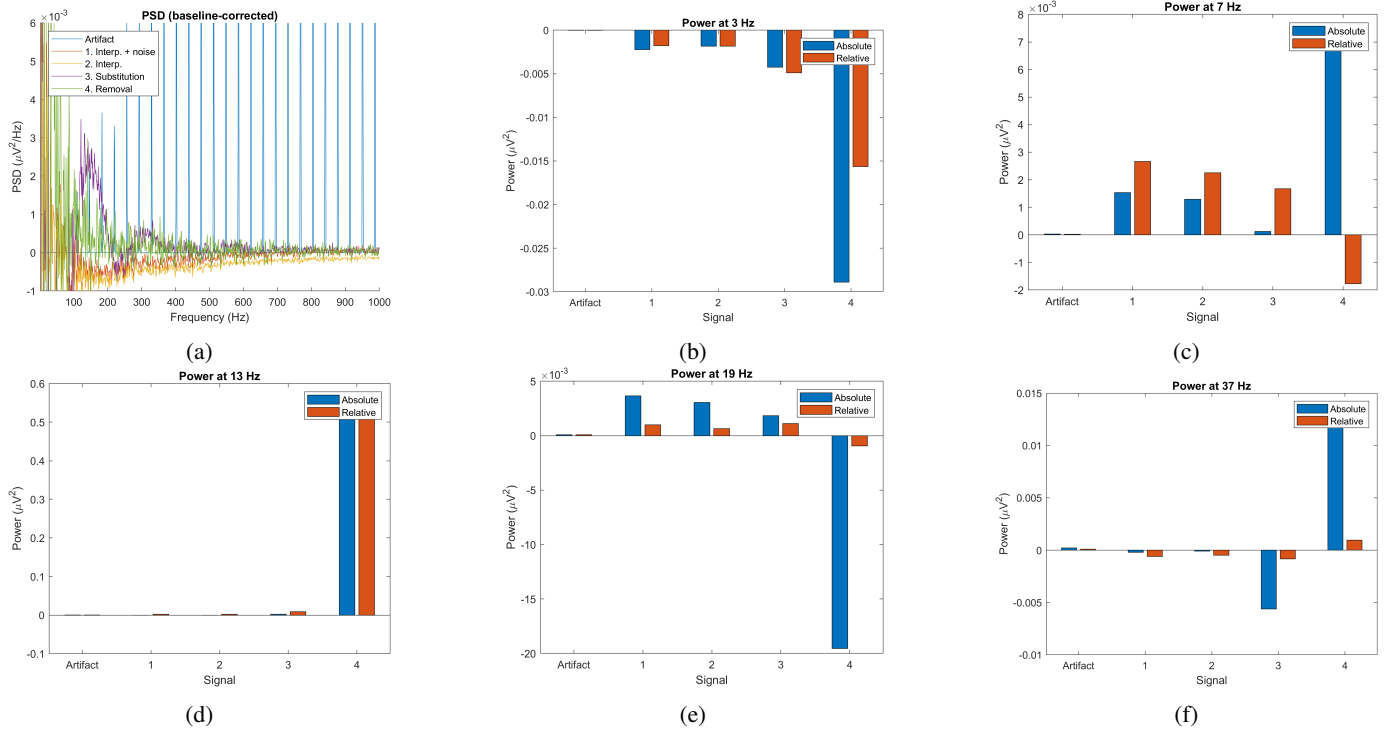 PSD (baseline-corrected)
×10⁻³
6
5
4
3
2
1
0
-1
PSD (μV²/Hz)
Artifact
1. Interp. + noise
2. Interp.
3. Substitution
4. Removal
100 200 300 400 500 600 700 800 900 1000
Frequency (Hz)
(a)
Power at 3 Hz
0
-0.005
-0.01
-0.015
-0.02
-0.025
-0.03
Power (μV²)
Absolute
Relative
Artifact 1 2 3 4
Signal
(b)
Power at 7 Hz
×10⁻³
8
7
6
5
4
3
2
1
0
-1
-2
Power (μV²)
Absolute
Relative
Artifact 1 2 3 4
Signal
(c)
Power at 13 Hz
0.6
0.5
0.4
0.3
0.2
0.1
0
-0.1
Power (μV²)
Absolute
Relative
Artifact 1 2 3 4
Signal
(d)
Power at 19 Hz
×10⁻³
5
0
-5
-10
-15
-20
Power (μV²)
Absolute
Relative
Artifact 1 2 3 4
Signal
(e)
Power at 37 Hz
0.015
0.01
0.005
0
-0.005
-0.01
Power (μV²)
Absolute
Relative
Artifact 1 2 3 4
Signal
(f)